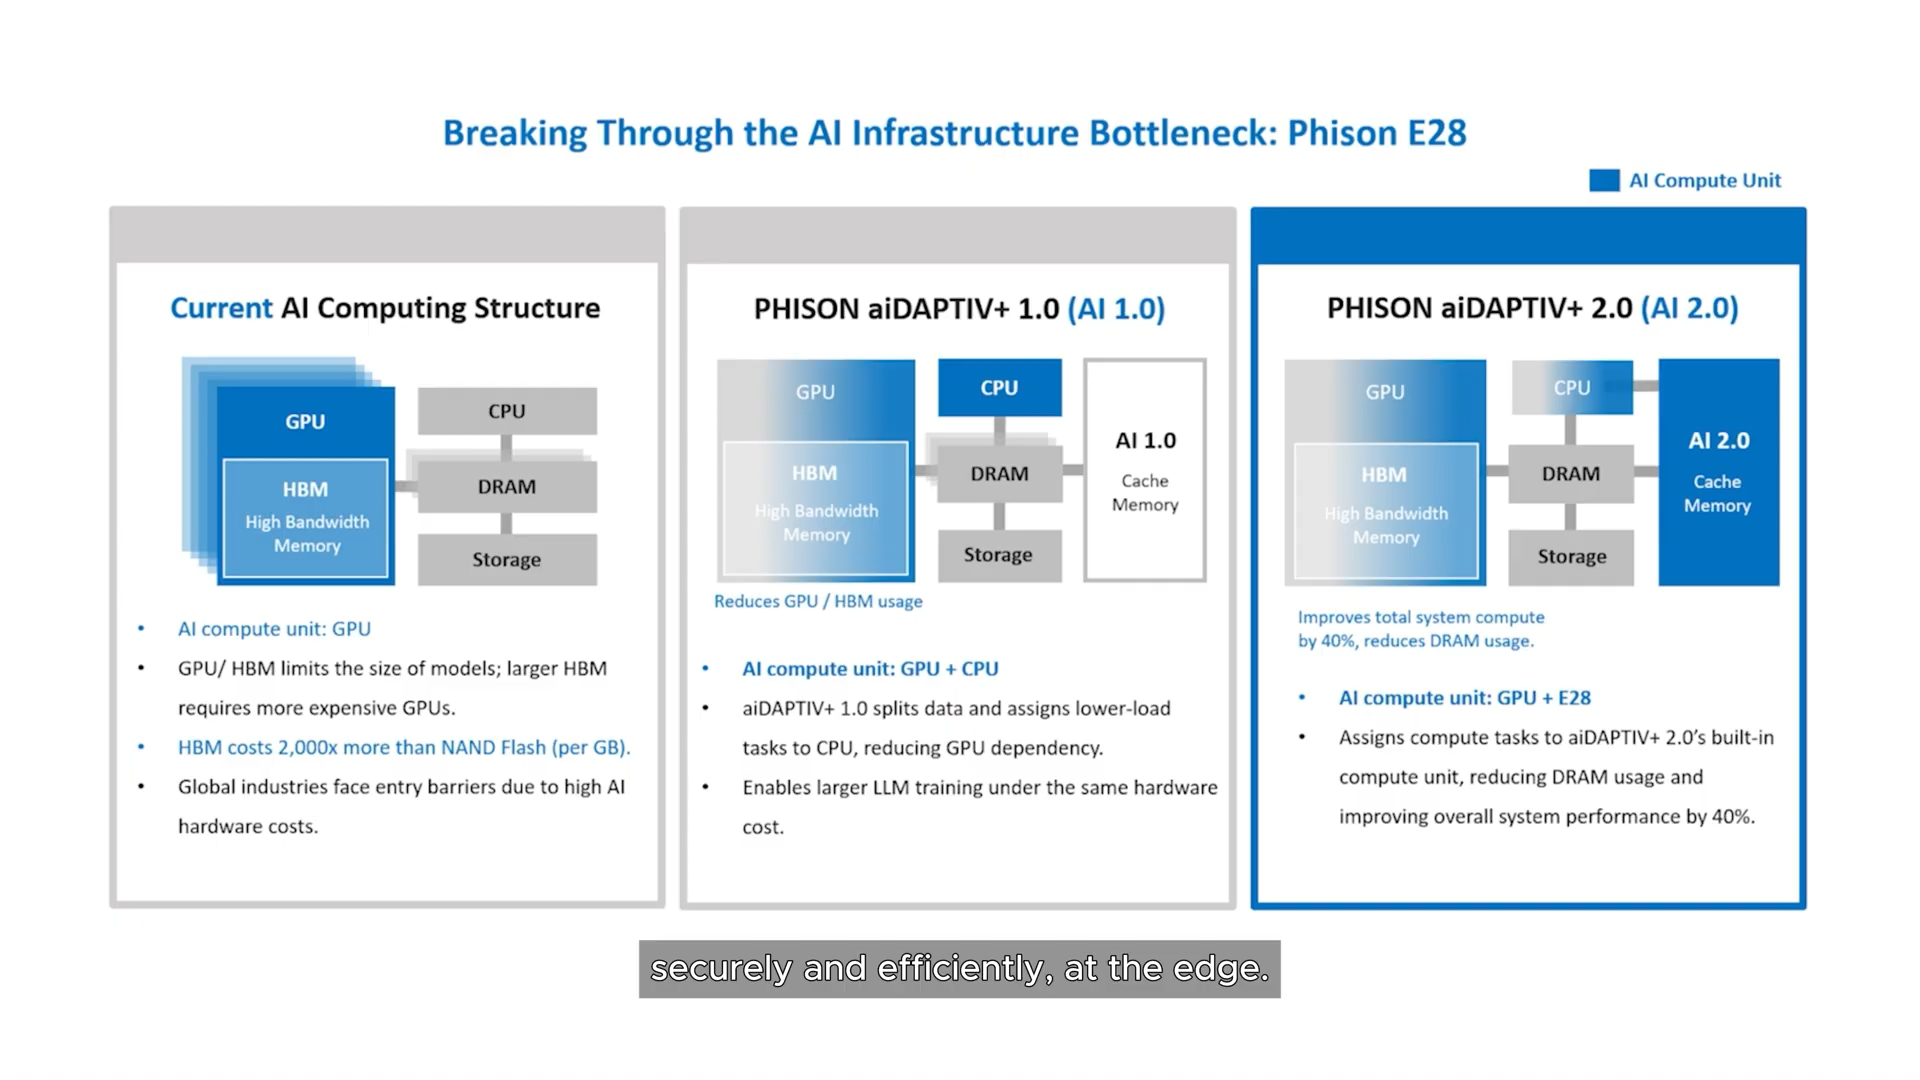 Breaking Through the AI Infrastructure Bottleneck: Phison E28
AI Compute Unit
Current AI Computing Structure
GPU
HBM
High Bandwidth
Memory
CPU
DRAM
Storage
• AI compute unit: GPU
• GPU/ HBM limits the size of models; larger HBM
requires more expensive GPUs.
• HBM costs 2,000x more than NAND Flash (per GB).
• Global industries face entry barriers due to high AI
hardware costs.
PHISON aiDAPTIV+ 1.0 (AI 1.0)
GPU
HBM
High Bandwidth
Memory
CPU
DRAM
Storage
AI 1.0
Cache
Memory
Reduces GPU / HBM usage
• AI compute unit: GPU + CPU
• aiDAPTIV+ 1.0 splits data and assigns lower-load
tasks to CPU, reducing GPU dependency.
• Enables larger LLM training under the same hardware
cost.
PHISON aiDAPTIV+ 2.0 (AI 2.0)
GPU
HBM
High Bandwidth
Memory
CPU
DRAM
Storage
AI 2.0
Cache
Memory
Improves total system compute
by 40%, reduces DRAM usage.
• AI compute unit: GPU + E28
• Assigns compute tasks to aiDAPTIV+ 2.0’s built-in
compute unit, reducing DRAM usage and
improving overall system performance by 40%.
securely and efficiently, at the edge.